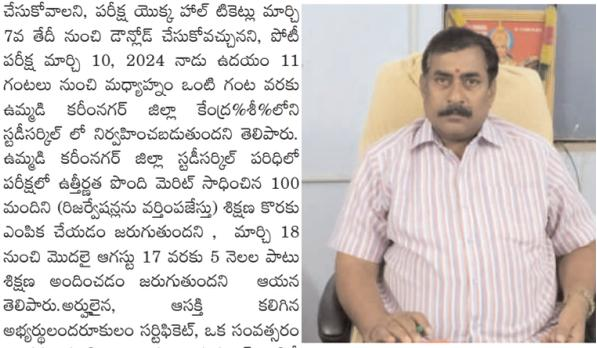 చేసుకోవాలని, పరీక్ష యొక్క హాల్ టికెట్లు మార్చి
7వ తేదీ నుంచి డౌన్లోడ్ చేసుకోవచ్చునని, పోటీ
పరీక్ష మార్చి 10, 2024 నాడు ఉదయం 11
గంటలు నుంచి మధ్యాహ్నం ఒంటి గంట వరకు
ఉమ్మడి కరీంనగర్ జిల్లా కేంద్ర%శీ%లోని
స్టడీసర్కిల్ లో నిర్వహించబడుతుందని తెలిపారు.
ఉమ్మడి కరీంనగర్ జిల్లా స్టడీసర్కిల్ పరిధిలో
పరీక్షలో ఉత్తీర్ణత పొంది మెరిట్ సాధించిన 100
మందిని (రిజర్వేషన్లను వర్తింపజేస్తు) శిక్షణ కొరకు
ఎంపిక చేయడం జరుగుతుందని , మార్చి 18
నుంచి మొదలై ఆగస్టు 17 వరకు 5 నెలల పాటు
శిక్షణ అందించడం జరుగుతుందని ఆయన
తెలిపారు.అర్హులైన, ఆసక్తి కలిగిన
అభ్యర్థులందరూకులం సర్టిఫికెట్, ఒక సంవత్సరం